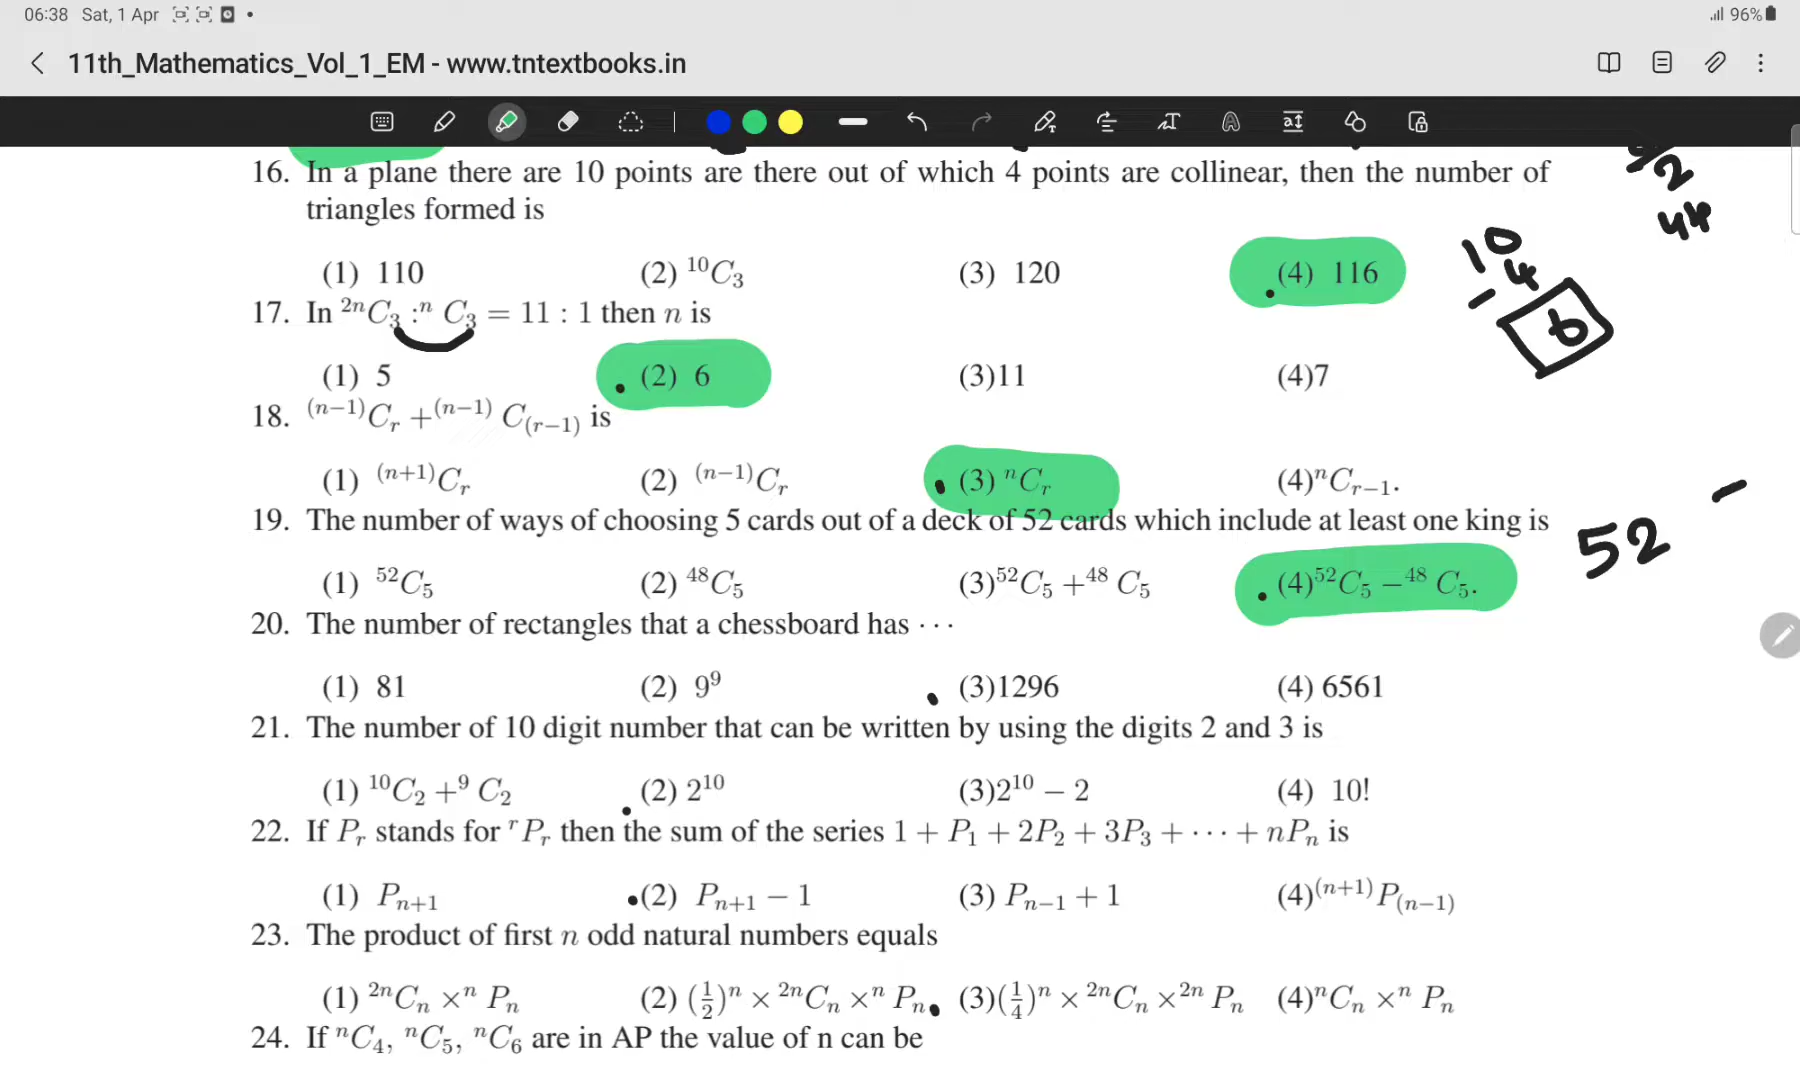 06:38 Sat, 1 Apr
96%
11th_Mathematics_Vol_1_EM - www.tntextbooks.in
16. In a plane there are 10 points are there out of which 4 points are collinear, then the number of
triangles formed is
(1) 110 (2) ¹⁰C₃ (3) 120 (4) 116
17. In ²ⁿC₃ :ⁿ C₃ = 11 : 1 then n is
(1) 5 (2) 6 (3)11 (4)7
18. ⁽ⁿ⁻¹⁾Cᵣ +⁽ⁿ⁻¹⁾ C₍ᵣ₋₁₎ is
(1) ⁽ⁿ⁺¹⁾Cᵣ (2) ⁽ⁿ⁻¹⁾Cᵣ (3) ⁿCᵣ (4)ⁿCᵣ₋₁.
19. The number of ways of choosing 5 cards out of a deck of 52 cards which include at least one king is
(1) ⁵²C₅ (2) ⁴⁸C₅ (3)⁵²C₅ +⁴⁸ C₅ (4)⁵²C₅ −⁴⁸ C₅.
20. The number of rectangles that a chessboard has ···
(1) 81 (2) 9⁹ (3)1296 (4) 6561
21. The number of 10 digit number that can be written by using the digits 2 and 3 is
(1) ¹⁰C₂ +⁹ C₂ (2) 2¹⁰ (3)2¹⁰ − 2 (4) 10!
22. If Pᵣ stands for ʳPᵣ then the sum of the series 1 + P₁ + 2P₂ + 3P₃ + ··· + nPₙ is
(1) Pₙ₊₁ (2) Pₙ₊₁ − 1 (3) Pₙ₋₁ + 1 (4)⁽ⁿ⁺¹⁾P₍ₙ₋₁₎
23. The product of first n odd natural numbers equals
(1) ²ⁿCₙ ×ⁿ Pₙ (2) (1/2)ⁿ × ²ⁿCₙ ×ⁿ Pₙ (3)(1/4)ⁿ × ²ⁿCₙ ×²ⁿ Pₙ (4)ⁿCₙ ×ⁿ Pₙ
24. If ⁿC₄, ⁿC₅, ⁿC₆ are in AP the value of n can be
10
4
− 6
52 −